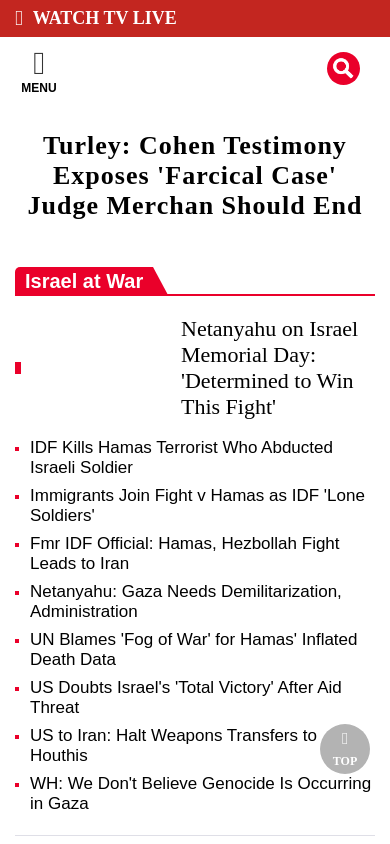 WATCH TV LIVE
MENU
Turley: Cohen Testimony
Exposes 'Farcical Case'
Judge Merchan Should End
Israel at War
Netanyahu on Israel
Memorial Day:
'Determined to Win
This Fight'
IDF Kills Hamas Terrorist Who Abducted
Israeli Soldier
Immigrants Join Fight v Hamas as IDF 'Lone
Soldiers'
Fmr IDF Official: Hamas, Hezbollah Fight
Leads to Iran
Netanyahu: Gaza Needs Demilitarization,
Administration
UN Blames 'Fog of War' for Hamas' Inflated
Death Data
US Doubts Israel's 'Total Victory' After Aid
Threat
US to Iran: Halt Weapons Transfers to
Houthis
TOP
WH: We Don't Believe Genocide Is Occurring
in Gaza